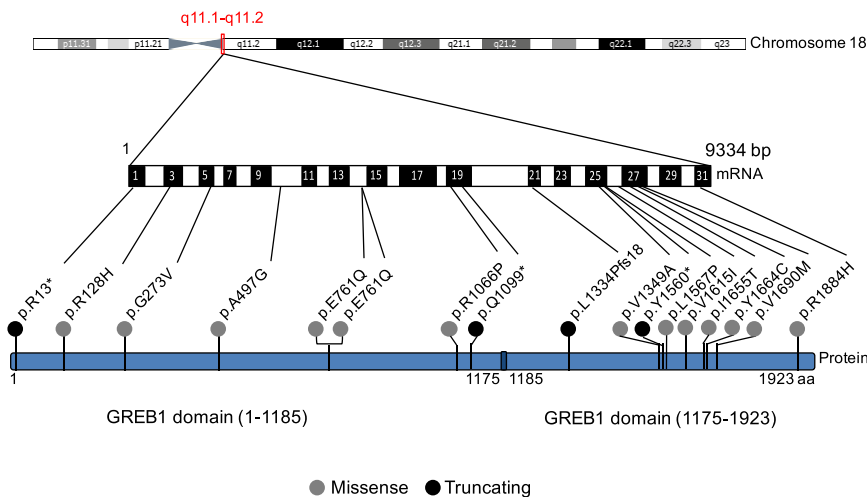 q11.1-q11.2
p11.31 p11.21 q11.2 q12.1 q12.2 q12.3 q21.1 q21.2 q22.1 q22.3 q23 Chromosome 18
1 9334 bp
1 3 5 7 9 11 13 15 17 19 21 23 25 27 29 31 mRNA
p.R13*
p.R128H
p.G273V
p.A497G
p.E761Q
p.E761Q
p.R1066P
p.Q1099*
p.L1334Pfs18
p.V1349A
p.Y1560*
p.L1567P
p.V1615I
p.I1655T
p.Y1664C
p.V1690M
p.R1884H
Protein
1 1175 1185 1923 aa
GREB1 domain (1-1185) GREB1 domain (1175-1923)
Missense Truncating